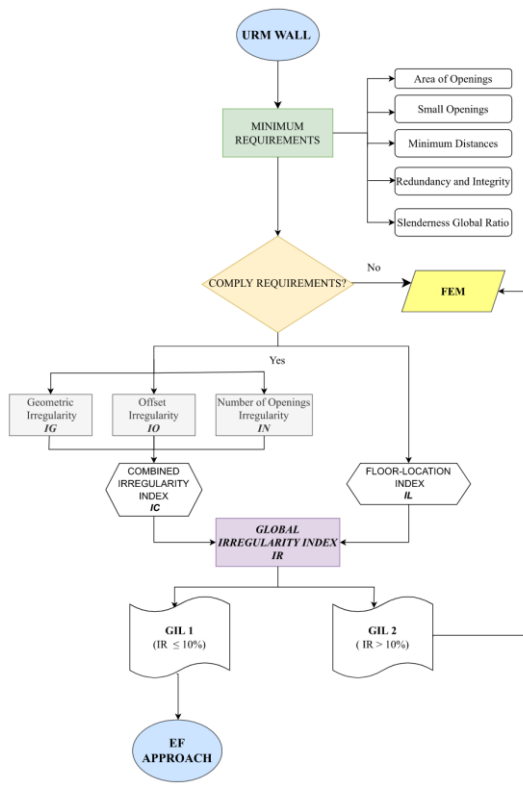 URM WALL
MINIMUM
REQUIREMENTS
Area of Openings
Small Openings
Minimum Distances
Redundancy and Integrity
Slenderness Global Ratio
COMPLY REQUIREMENTS?
No
FEM
Yes
Geometric
Irregularity
IG
Offset
Irregularity
IO
Number of Openings
Irregularity
IN
COMBINED
IRREGULARITY
INDEX
IC
FLOOR-LOCATION
INDEX
IL
GLOBAL
IRREGULARITY INDEX
IR
GIL 1
(IR ≤ 10%)
GIL 2
( IR > 10%)
EF
APPROACH